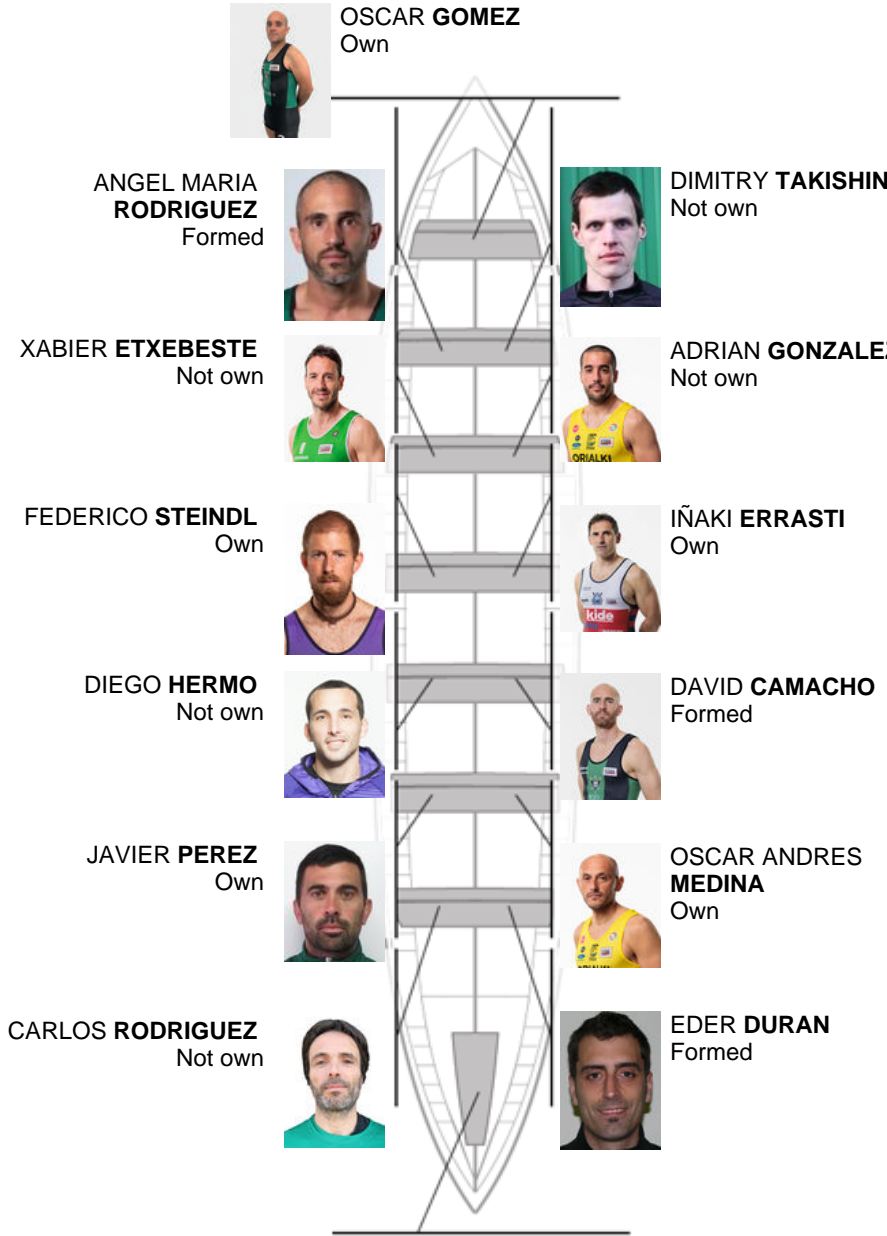 OSCAR GOMEZ
Own
ANGEL MARIA
RODRIGUEZ
Formed
DIMITRY TAKISHIN
Not own
XABIER ETXEBESTE
Not own
ADRIAN GONZALEZ
Not own
ORIALKI
FEDERICO STEINDL
Own
IÑAKI ERRASTI
Own
kide
DIEGO HERMO
Not own
DAVID CAMACHO
Formed
JAVIER PEREZ
Own
OSCAR ANDRES
MEDINA
Own
CARLOS RODRIGUEZ
Not own
EDER DURAN
Formed